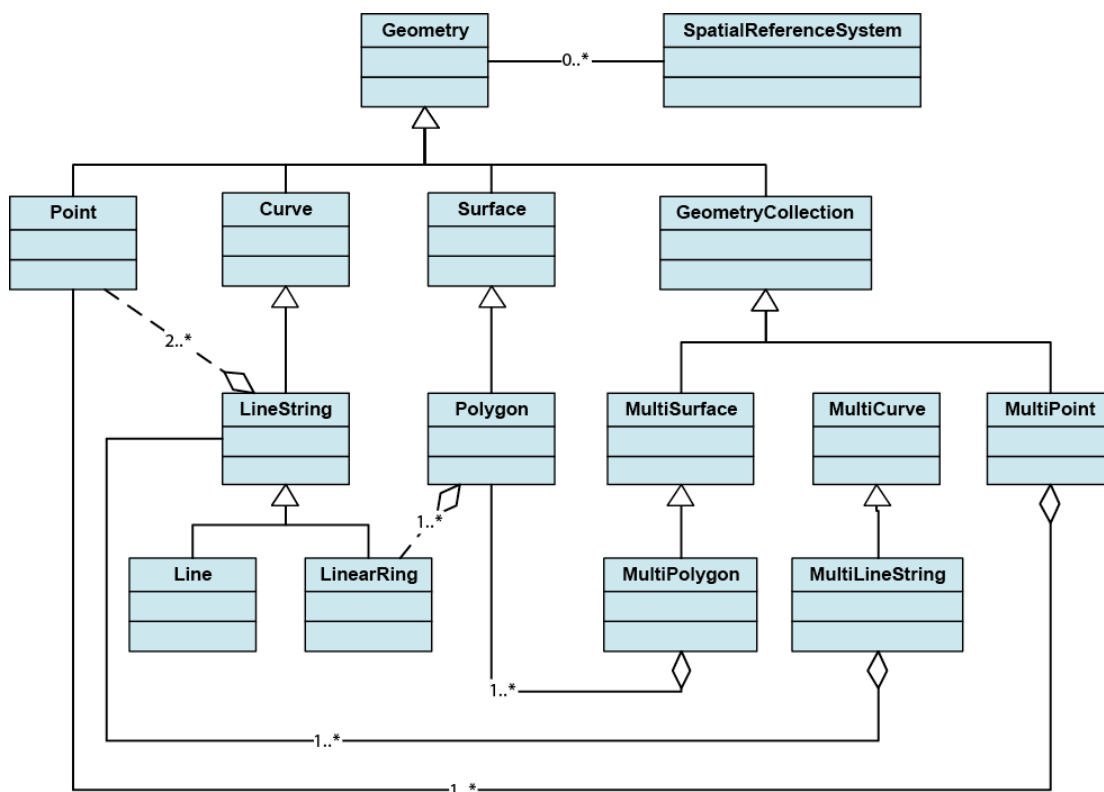 Geometry
SpatialReferenceSystem
0..*
Point
Curve
Surface
GeometryCollection
2..*
LineString
Polygon
MultiSurface
MultiCurve
MultiPoint
1..*
Line
LinearRing
MultiPolygon
MultiLineString
1..*
1..*
1..*